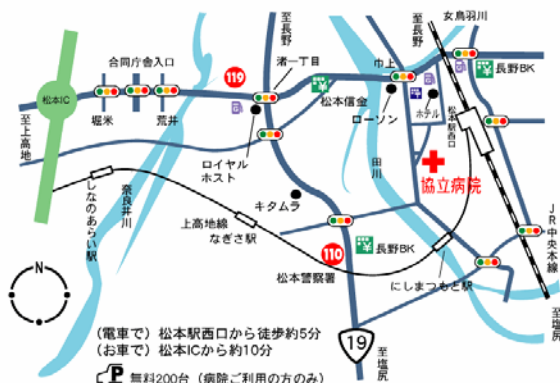 至長野
至長野
女鳥羽川
合同庁舎入口
119
渚一丁目
巾上
長野BK
松本IC
松本信金
ローソン
ホテル
松本駅西口
堀米
荒井
至上高地
ロイヤル
ホスト
田川
協立病院
しなのあらい駅
奈良井川
キタムラ
上高地線
なぎさ駅
JR中央本線
長野BK
110
松本警察署
にしまつもと駅
N
19
至塩尻
至塩尻
(電車で) 松本駅西口から徒歩約5分
(お車で) 松本ICから約10分
P 無料200台 (病院ご利用の方のみ)